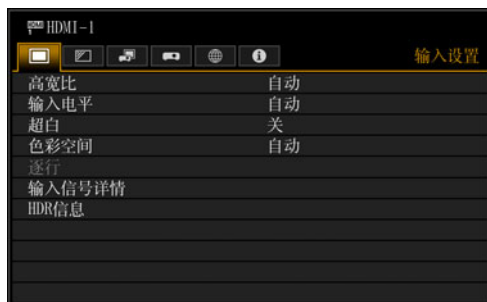 HDMI-1
输入设置
高宽比 自动
输入电平 自动
超白 关
色彩空间 自动
逐行
输入信号详情
HDR信息